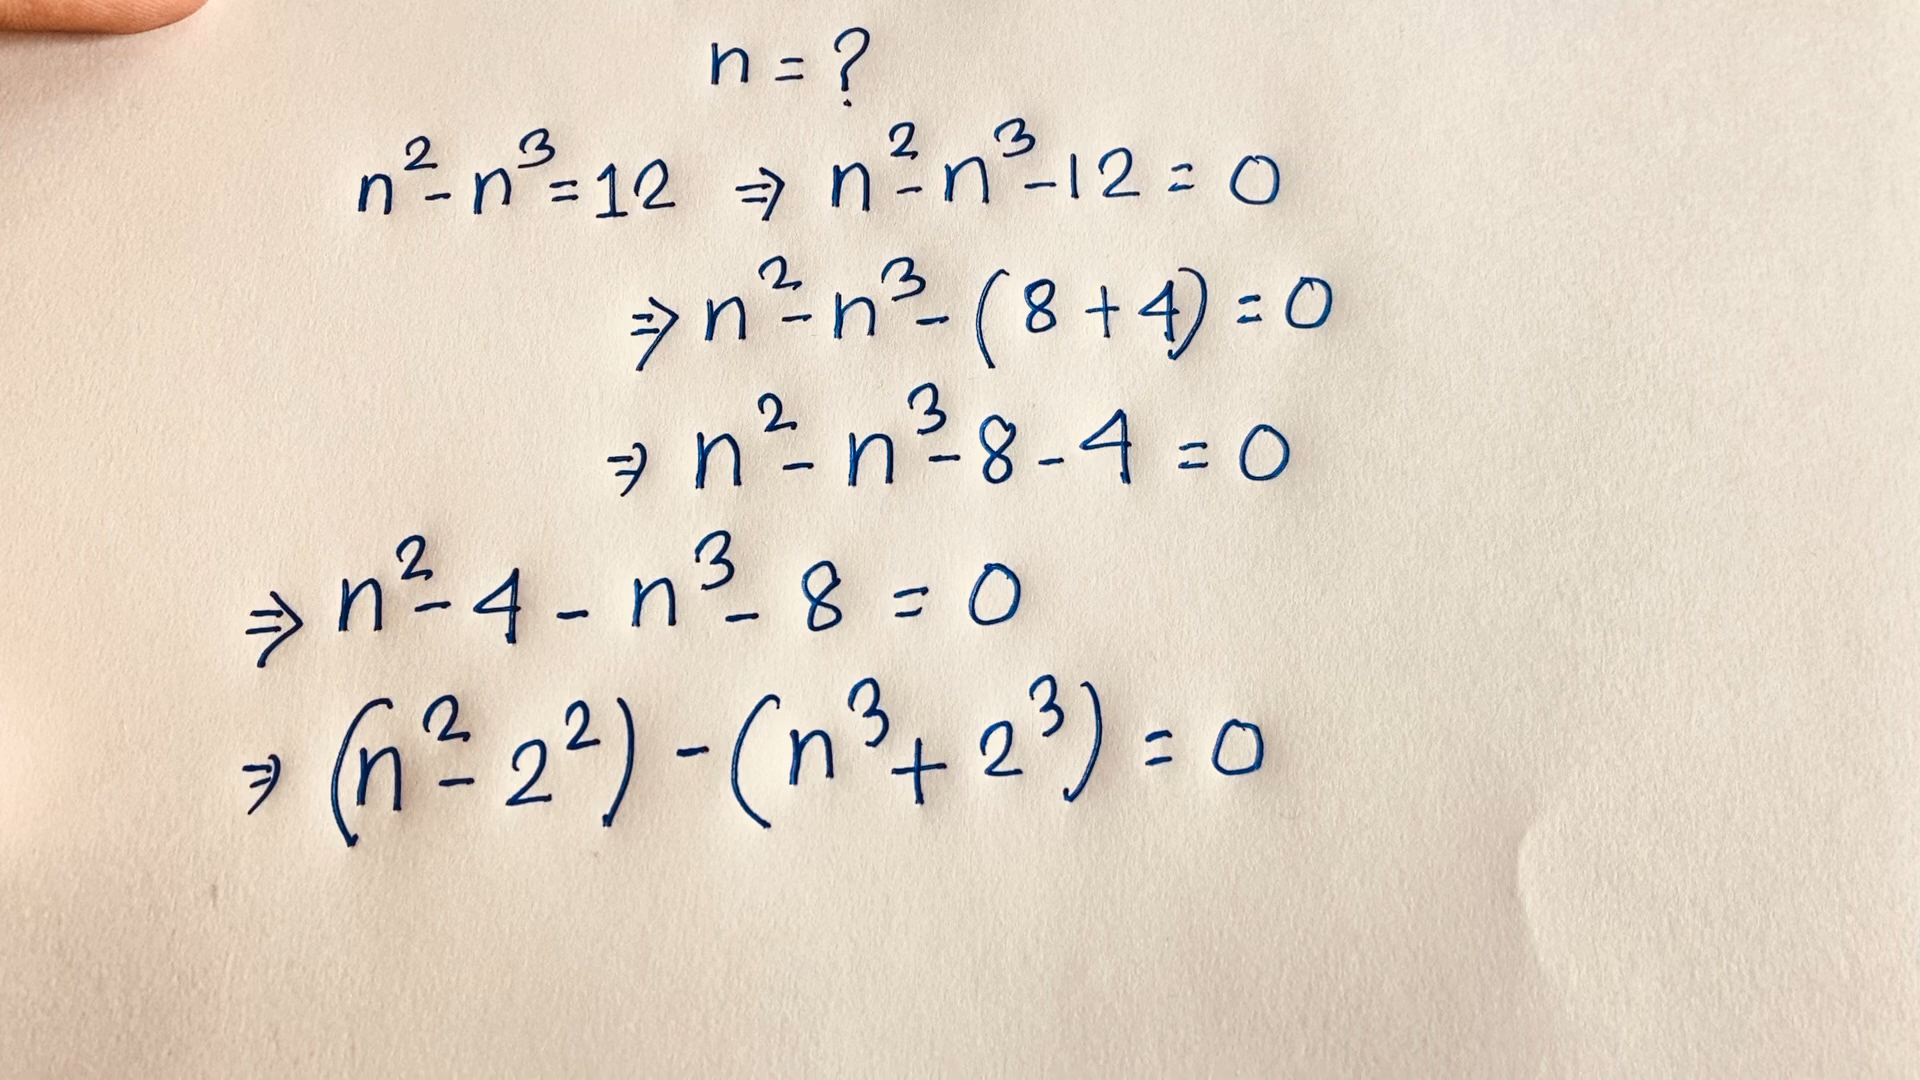 n = ?
n² - n³ = 12 ⇒ n² - n³ - 12 = 0
⇒ n² - n³ - (8 + 4) = 0
⇒ n² - n³ - 8 - 4 = 0
⇒ n² - 4 - n³ - 8 = 0
⇒ (n² - 2²) - (n³ + 2³) = 0